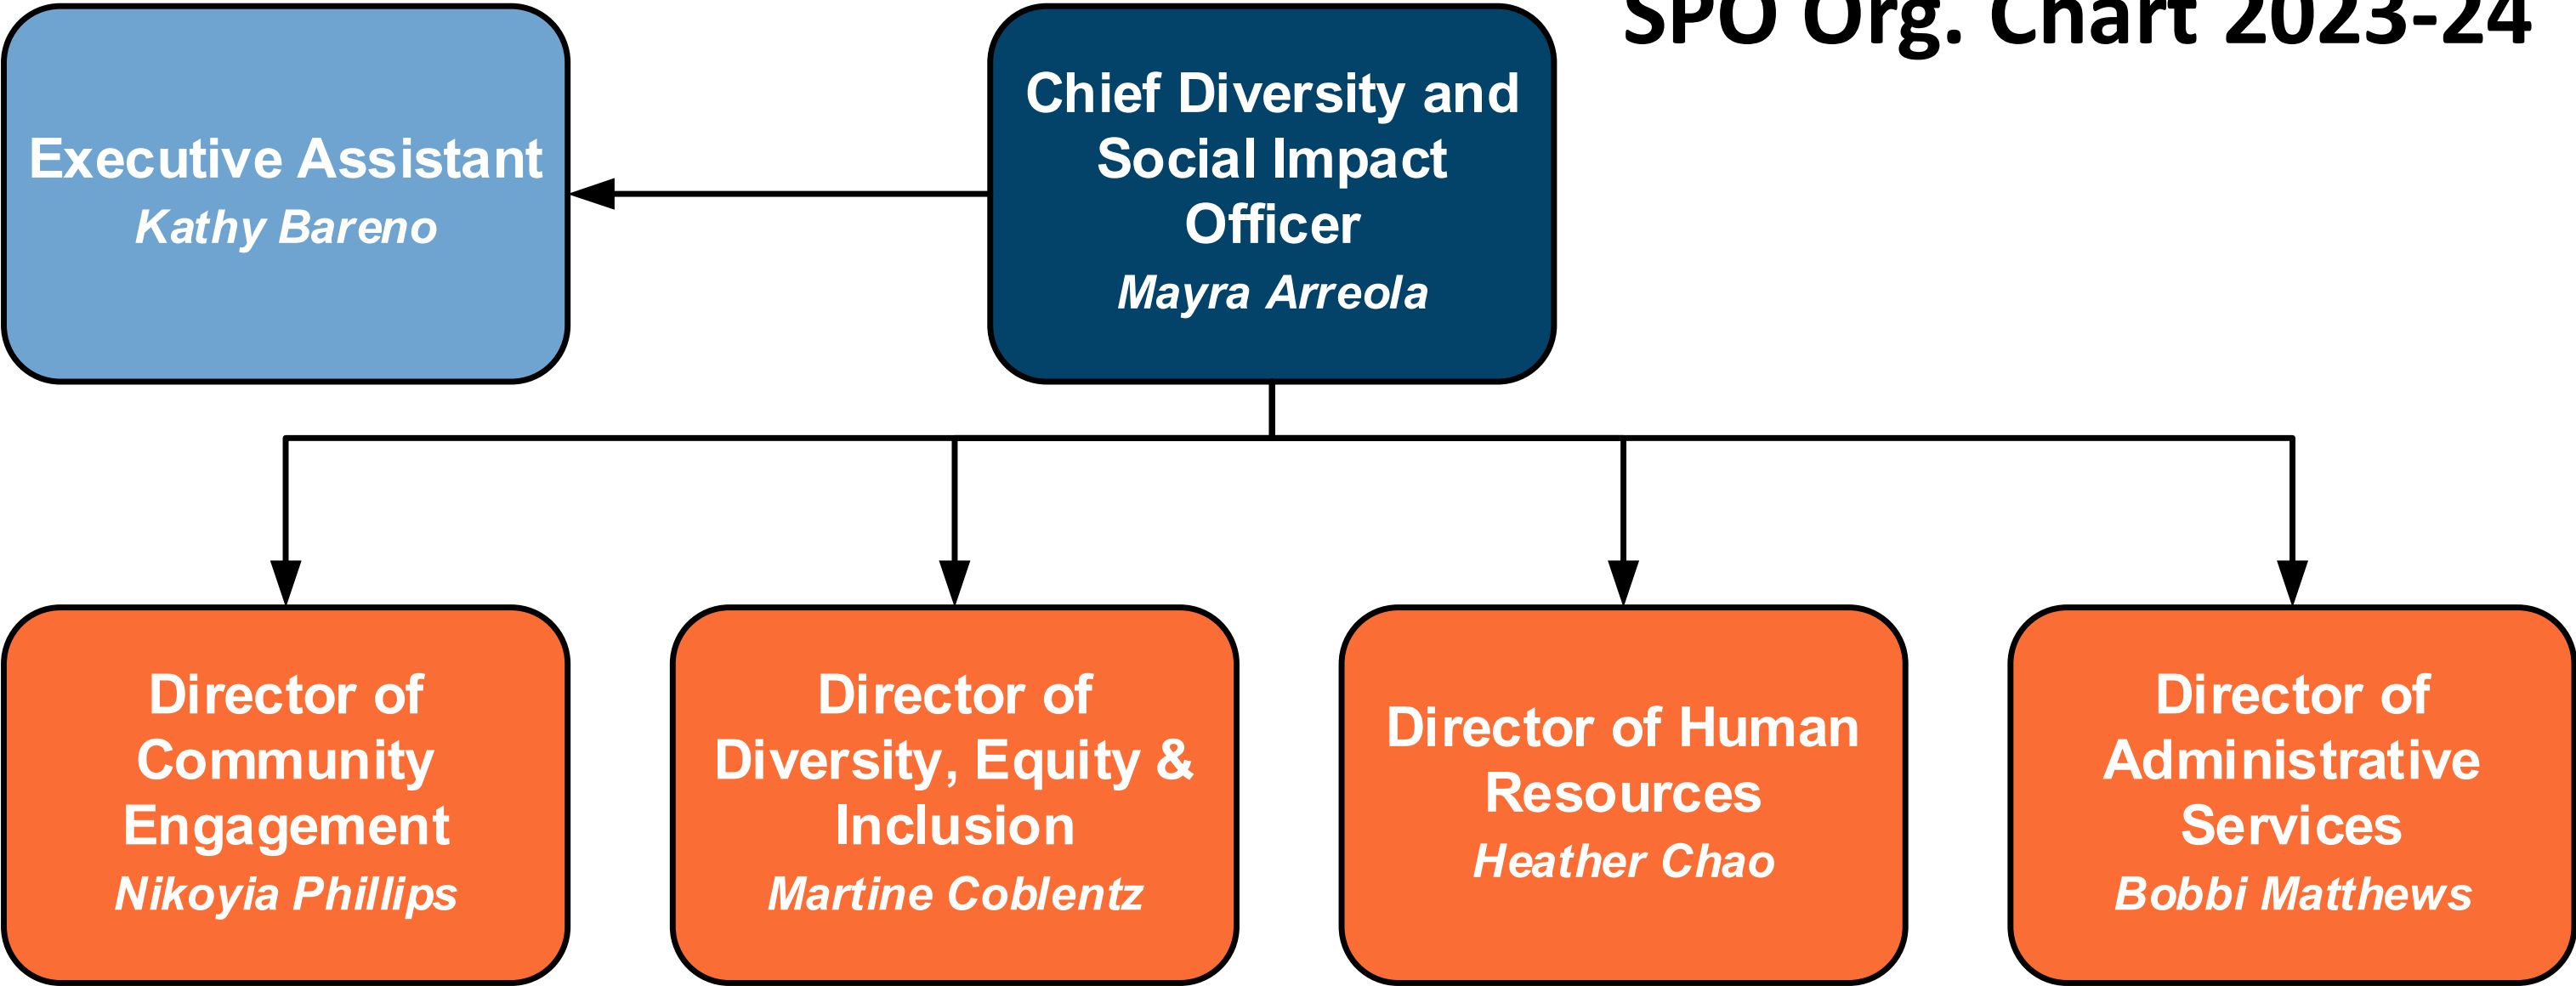 SPO Org. Chart 2023-24
Executive Assistant
Kathy Bareno
Chief Diversity and
Social Impact
Officer
Mayra Arreola
Director of
Community
Engagement
Nikoyia Phillips
Director of
Diversity, Equity &
Inclusion
Martine Coblentz
Director of Human
Resources
Heather Chao
Director of
Administrative
Services
Bobbi Matthews